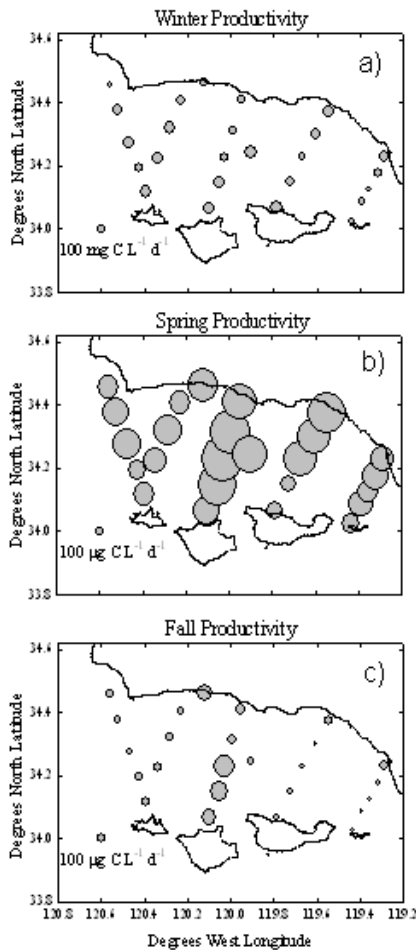 Winter Productivity
a)
34.6
34.4
34.2
34.0
33.8
Degrees North Latitude
100 mg C L⁻¹ d⁻¹
Spring Productivity
b)
34.6
34.4
34.2
34.0
33.8
Degrees North Latitude
100 µg C L⁻¹ d⁻¹
Fall Productivity
c)
34.6
34.4
34.2
34.0
33.8
Degrees North Latitude
100 µg C L⁻¹ d⁻¹
120.8 120.6 120.4 120.2 120.0 119.8 119.6 119.4 119.2
Degrees West Longitude